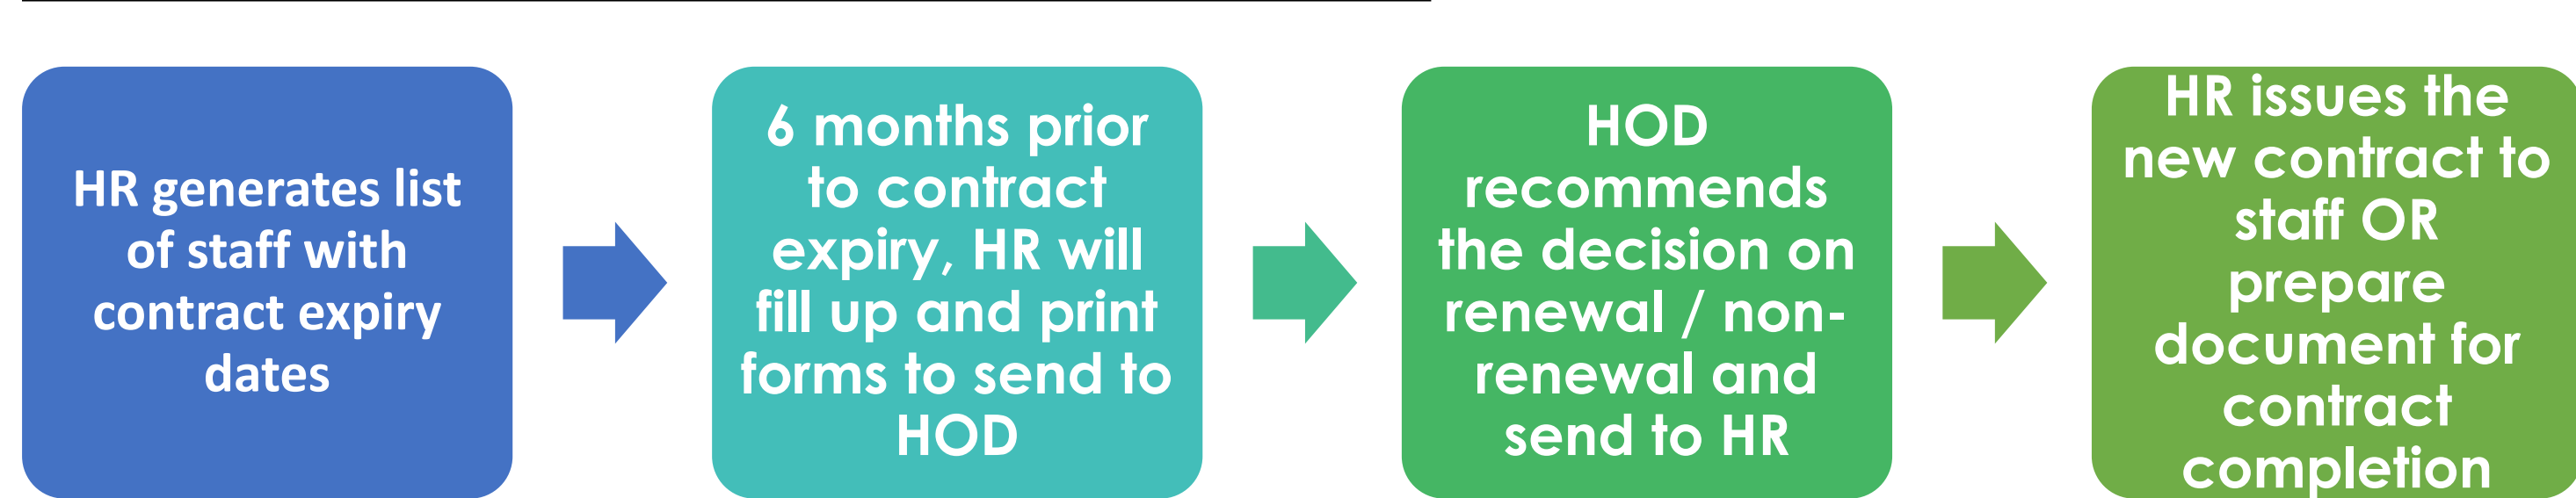 HR generates list
of staff with
contract expiry
dates
6 months prior
to contract
expiry, HR will
fill up and print
forms to send to
HOD
HOD
recommends
the decision on
renewal / non-
renewal and
send to HR
HR issues the
new contract to
staff OR
prepare
document for
contract
completion